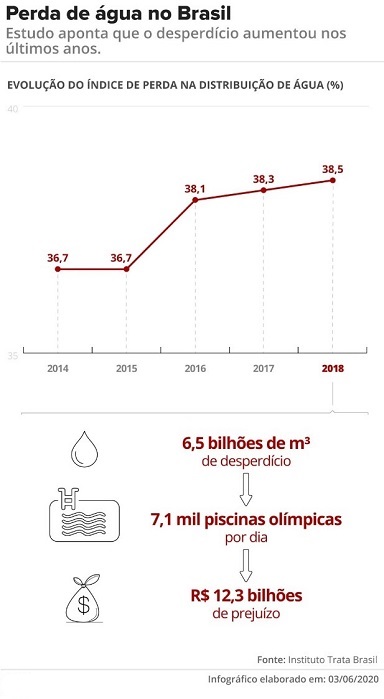 Perda de água no Brasil
Estudo aponta que o desperdício aumentou nos
últimos anos.
EVOLUÇÃO DO ÍNDICE DE PERDA NA DISTRIBUIÇÃO DE ÁGUA (%)
40
38,5
38,3
38,1
36,7
36,7
35
2014
2015
2016
2017
2018
6,5 bilhões de m³
de desperdício
7,1 mil piscinas olímpicas
por dia
$
R$ 12,3 bilhões
de prejuízo
Fonte: Instituto Trata Brasil
Infográfico elaborado em: 03/06/2020